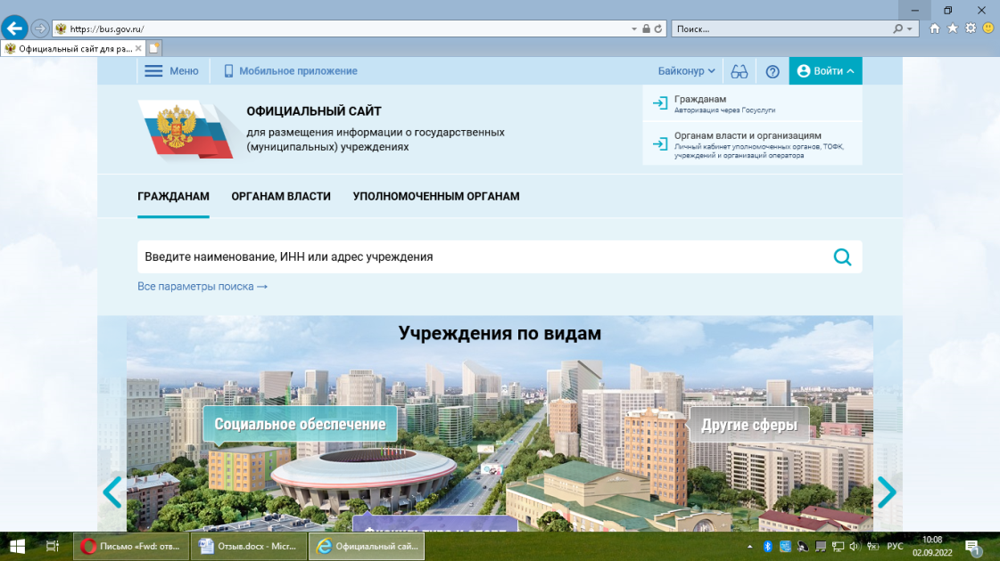 https://bus.gov.ru/
Поиск...
Официальный сайт для ра...
Меню
Мобильное приложение
Байконур
Войти
Гражданам
Авторизация через Госуслуги
Органам власти и организациям
Личный кабинет уполномоченных органов, ТОФК,
учреждений и организаций оператора
ОФИЦИАЛЬНЫЙ САЙТ
для размещения информации о государственных
(муниципальных) учреждениях
ГРАЖДАНАМ
ОРГАНАМ ВЛАСТИ
УПОЛНОМОЧЕННЫМ ОРГАНАМ
Введите наименование, ИНН или адрес учреждения
Все параметры поиска →
Учреждения по видам
Социальное обеспечение
Другие сферы
Письмо «Fwd: отв...
Отзыв.docx - Micr...
Официальный сай...
РУС
10:08
02.09.2022
1